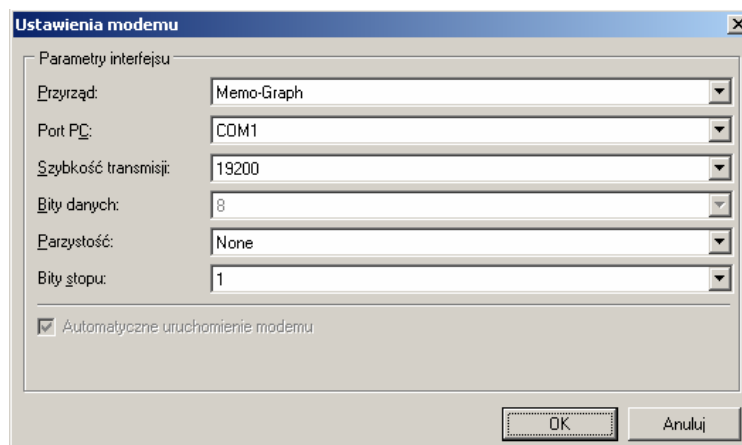 Ustawienia modemu
Parametry interfejsu
Przyrząd: Memo-Graph
Port PC: COM1
Szybkość transmisji: 19200
Bity danych: 8
Parzystość: None
Bity stopu: 1
Automatyczne uruchomienie modemu
OK Anuluj